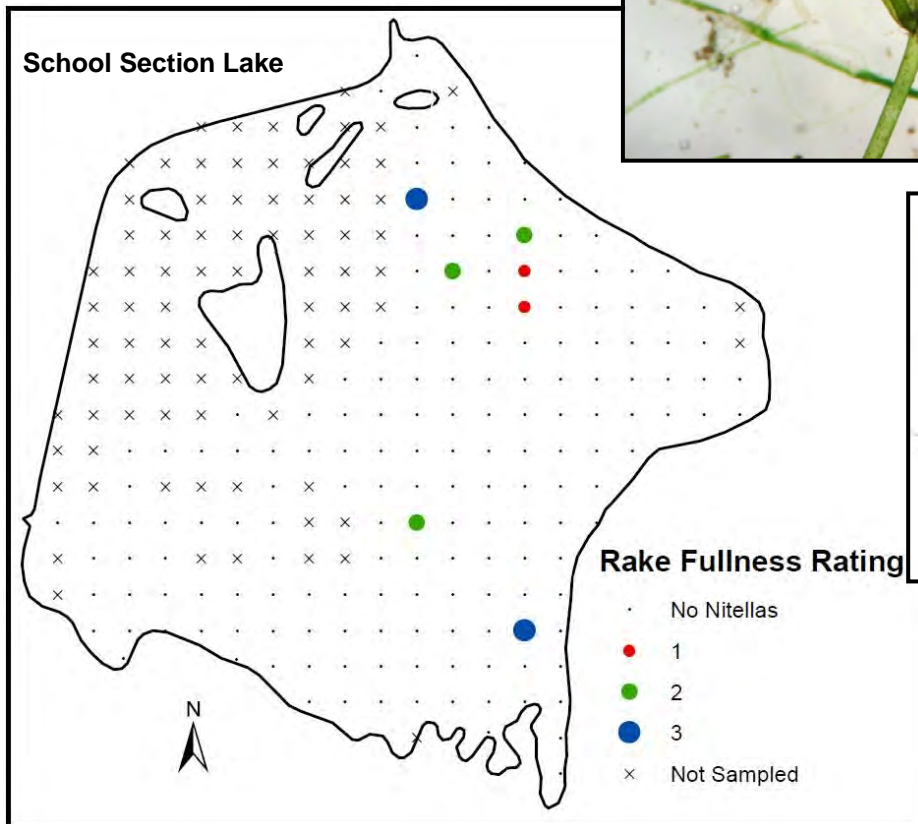 School Section Lake
Rake Fullness Rating
No Nitellas
1
2
3
Not Sampled
N